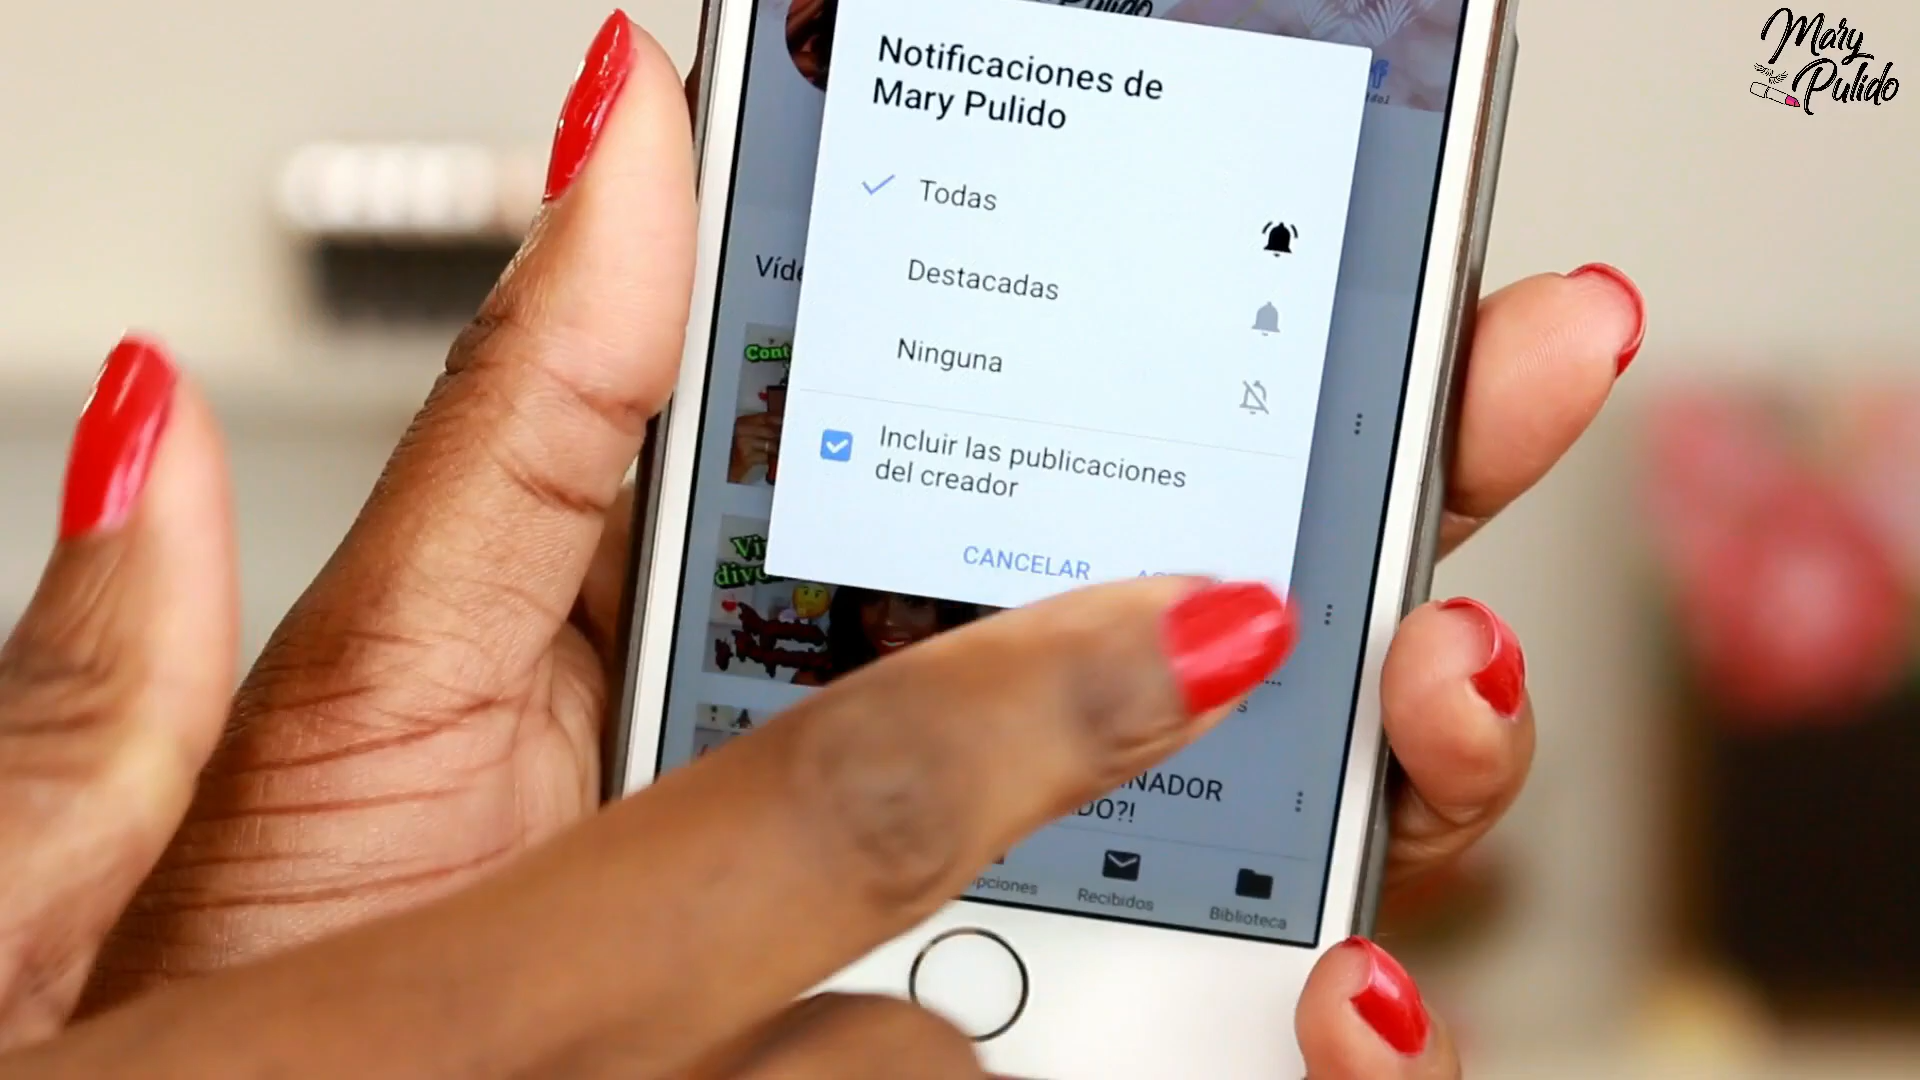 Mary
Pulido
Notificaciones de
Mary Pulido
Todas
Destacadas
Ninguna
Incluir las publicaciones
del creador
CANCELAR
Recibidos
Biblioteca